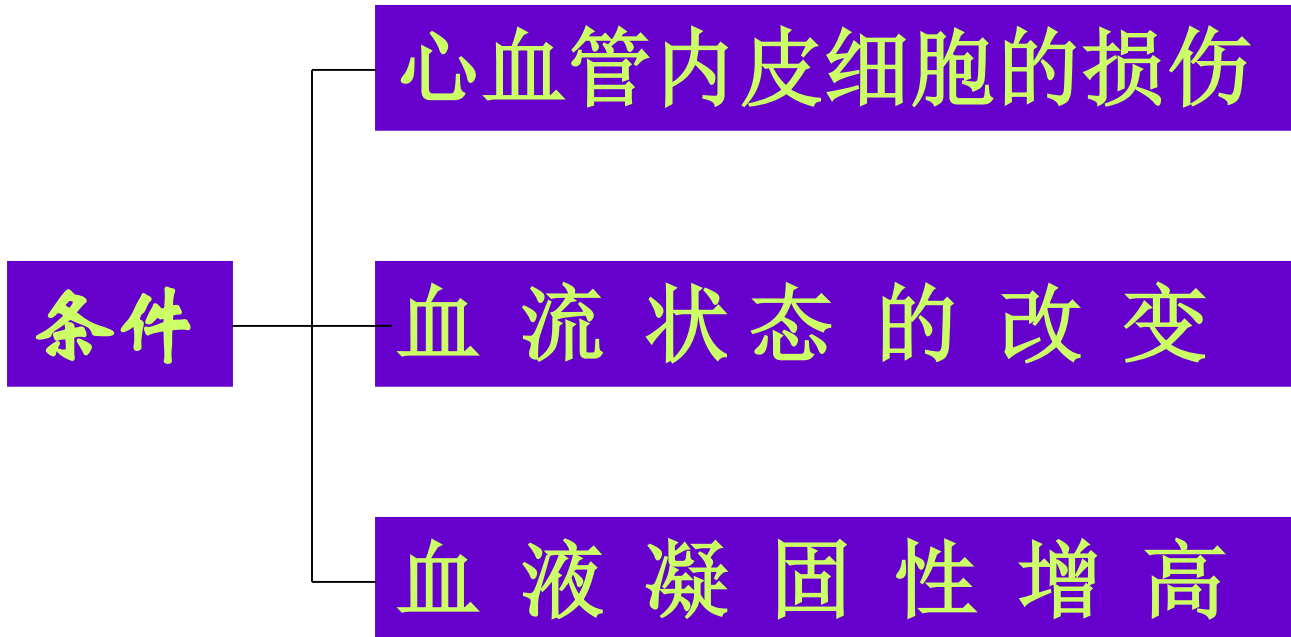 心血管内皮细胞的损伤
条件
血流状态的改变
血液凝固性增高